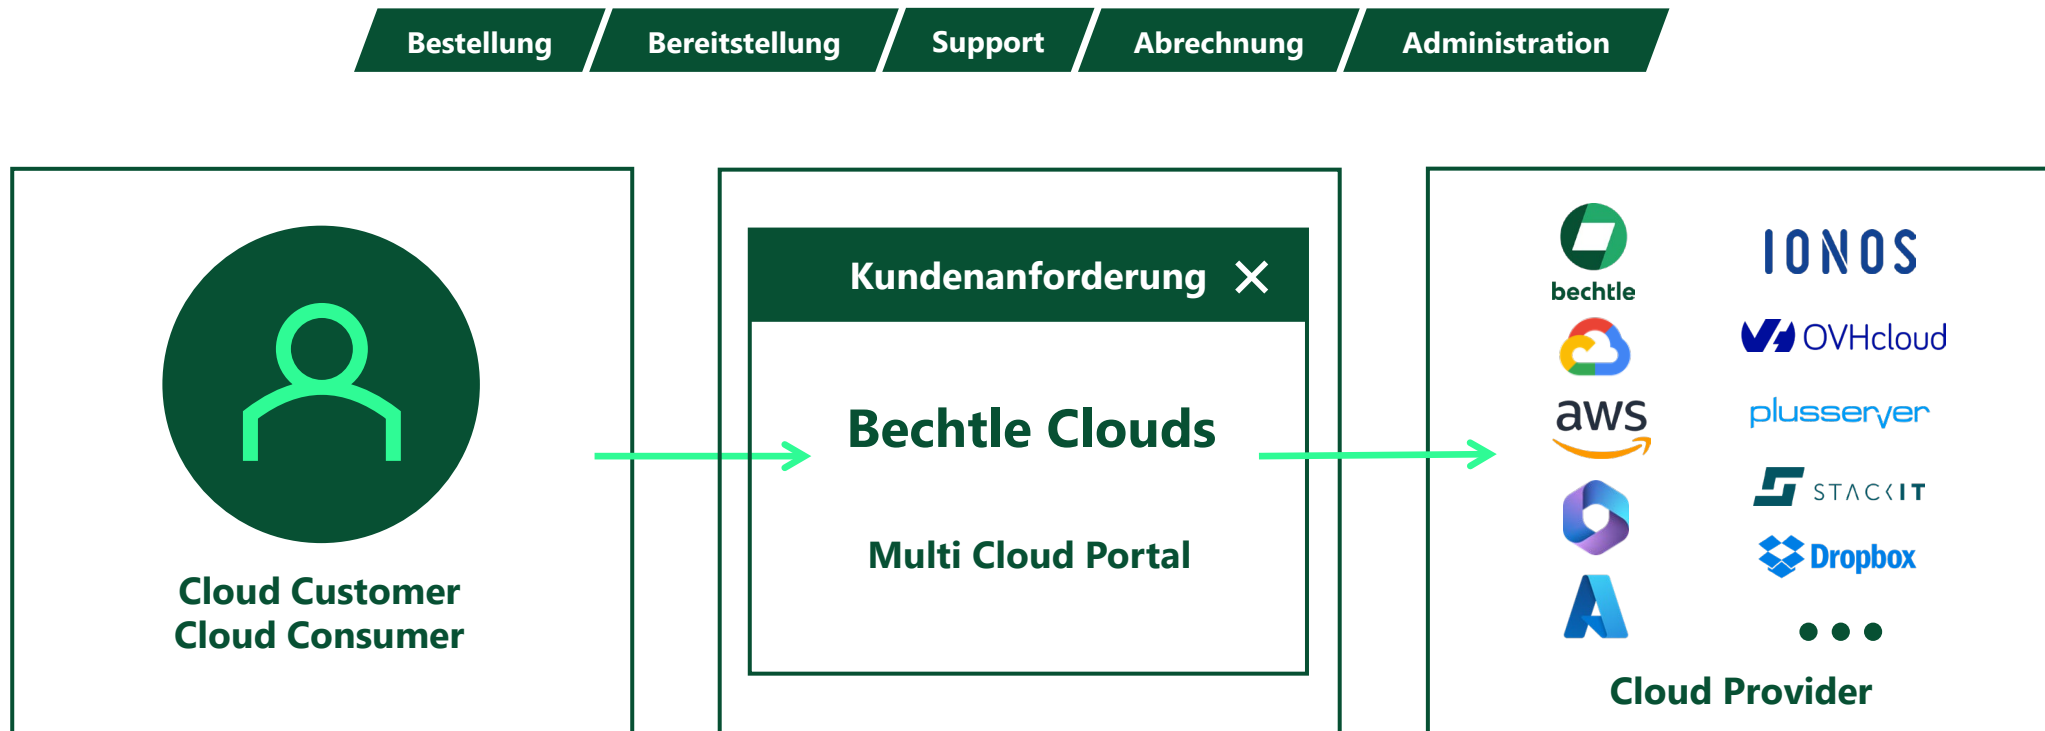 Bestellung
Bereitstellung
Support
Abrechnung
Administration
Cloud Customer
Cloud Consumer
Kundenanforderung
Bechtle Clouds
Multi Cloud Portal
bechtle
IONOS
OVHcloud
aws
plusserver
STACKIT
Dropbox
Cloud Provider